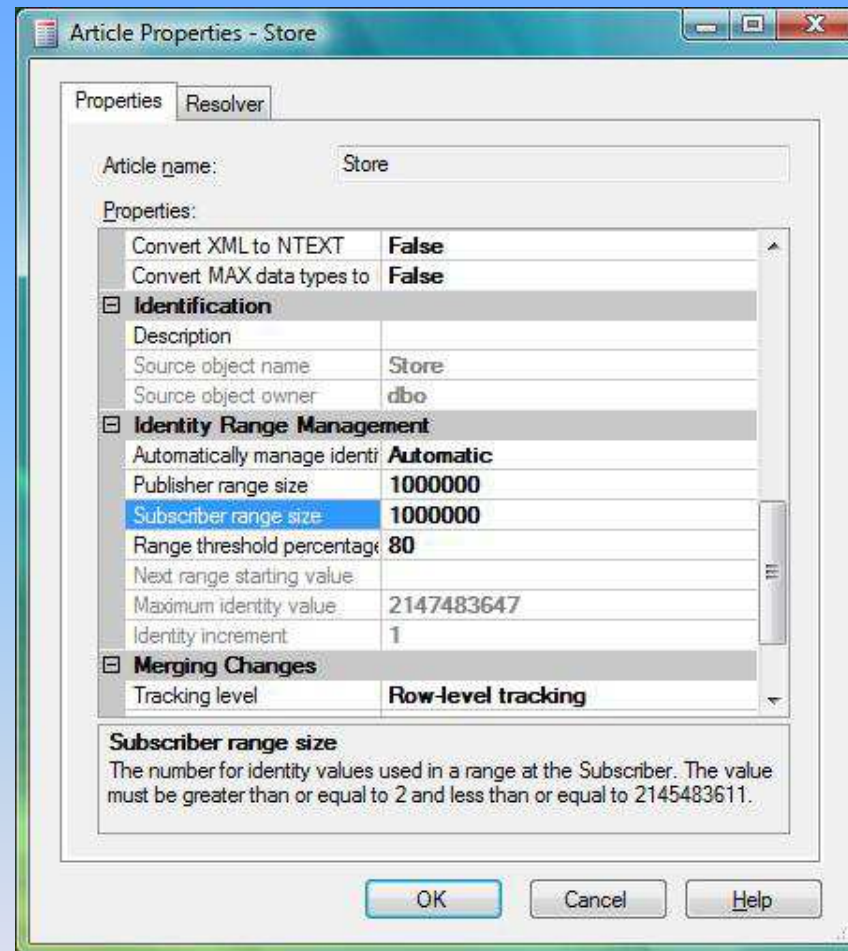 Article Properties - Store
Properties
Resolver
Article name:
Store
Properties:
Convert XML to NTEXT False
Convert MAX data types to False
Identification
Description
Source object name Store
Source object owner dbo
Identity Range Management
Automatically manage identi Automatic
Publisher range size 1000000
Subscriber range size 1000000
Range threshold percentage 80
Next range starting value
Maximum identity value 2147483647
Identity increment 1
Merging Changes
Tracking level Row-level tracking
Subscriber range size
The number for identity values used in a range at the Subscriber. The value
must be greater than or equal to 2 and less than or equal to 2145483611.
OK
Cancel
Help